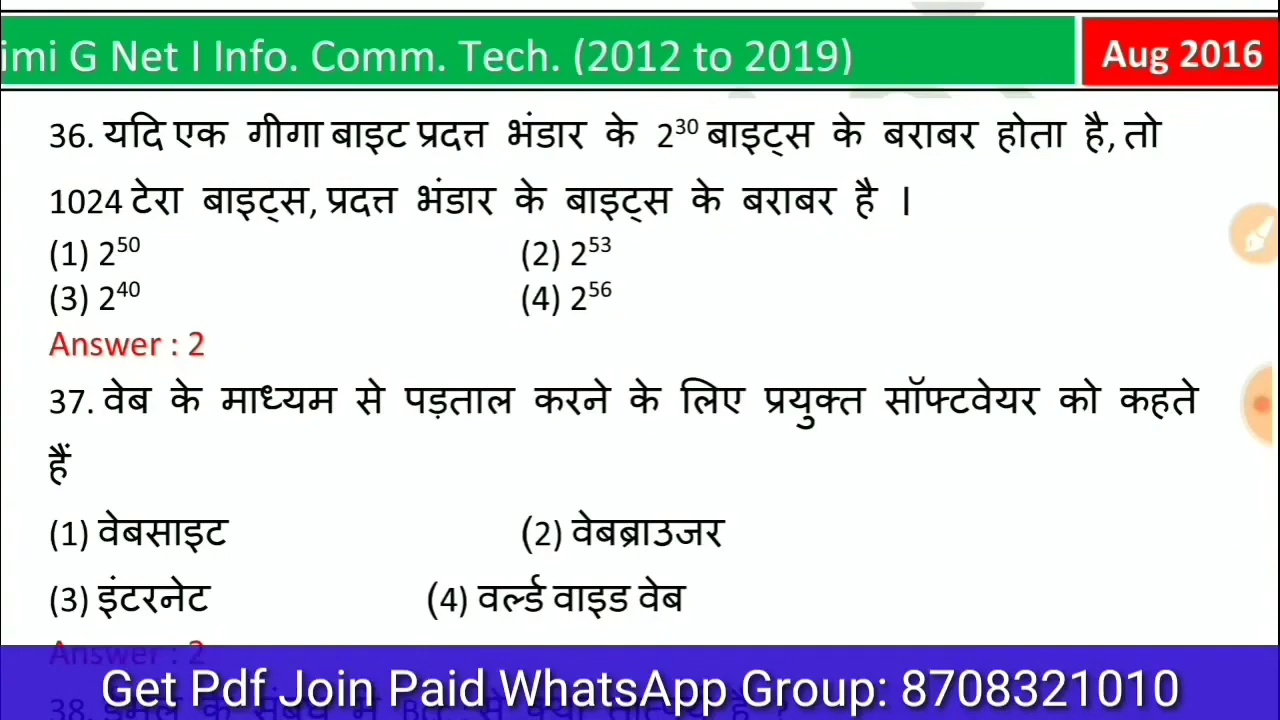 imi G Net I Info. Comm. Tech. (2012 to 2019)
Aug 2016
36. यदि एक गीगा बाइट प्रदत्त भंडार के 2³⁰ बाइट्स के बराबर होता है, तो
1024 टेरा बाइट्स, प्रदत्त भंडार के बाइट्स के बराबर है ।
(1) 2⁵⁰ (2) 2⁵³
(3) 2⁴⁰ (4) 2⁵⁶
Answer : 2
37. वेब के माध्यम से पड़ताल करने के लिए प्रयुक्त सॉफ्टवेयर को कहते
हैं
(1) वेबसाइट (2) वेबब्राउजर
(3) इंटरनेट (4) वर्ल्ड वाइड वेब
Answer : 2
Get Pdf Join Paid WhatsApp Group: 8708321010
38.